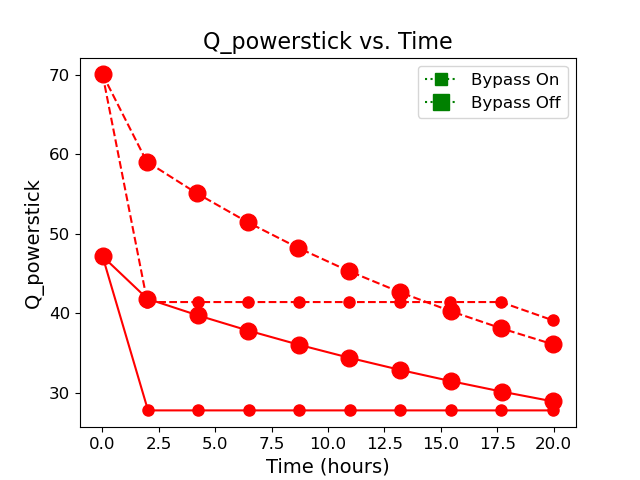 Q_powerstick vs. Time
Bypass On
Bypass Off
Q_powerstick
70
60
50
40
30
0.0 2.5 5.0 7.5 10.0 12.5 15.0 17.5 20.0
Time (hours)